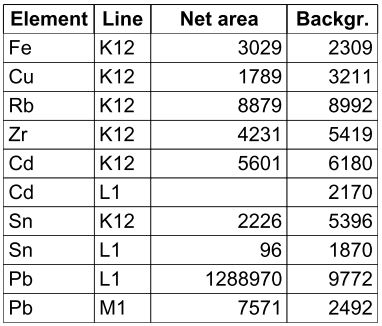 Element Line Net area Backgr.
Fe K12 3029 2309
Cu K12 1789 3211
Rb K12 8879 8992
Zr K12 4231 5419
Cd K12 5601 6180
Cd L1 2170
Sn K12 2226 5396
Sn L1 96 1870
Pb L1 1288970 9772
Pb M1 7571 2492